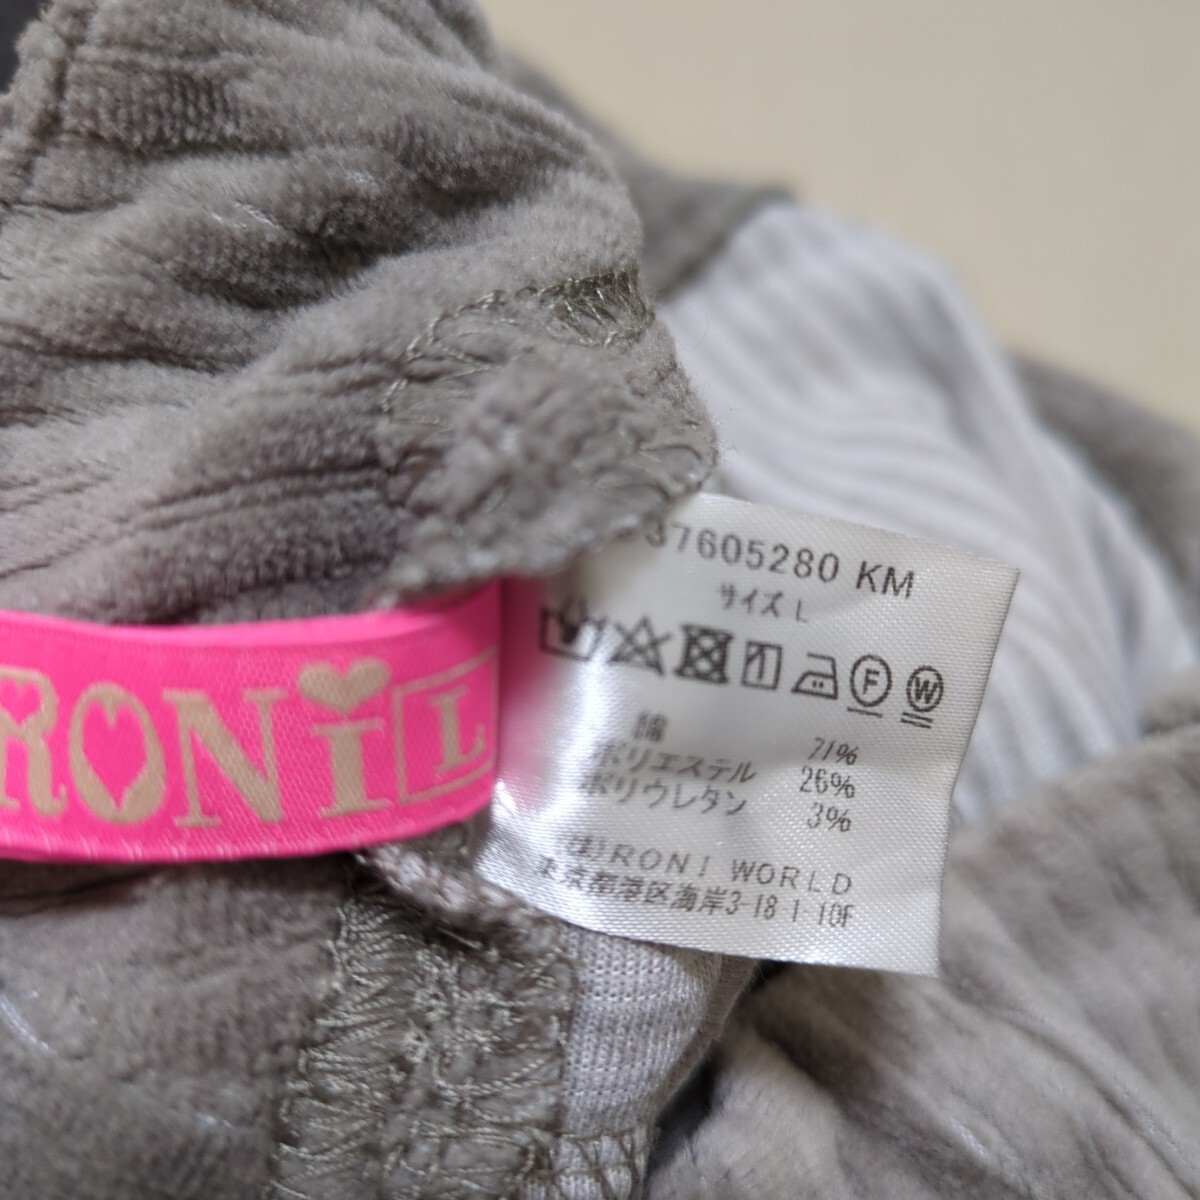 RONi L
37605280 KM
サイズ L
F W
綿 71%
ポリエステル 26%
ポリウレタン 3%
(株)RONI WORLD
東京都港区海岸3-18-1-10F